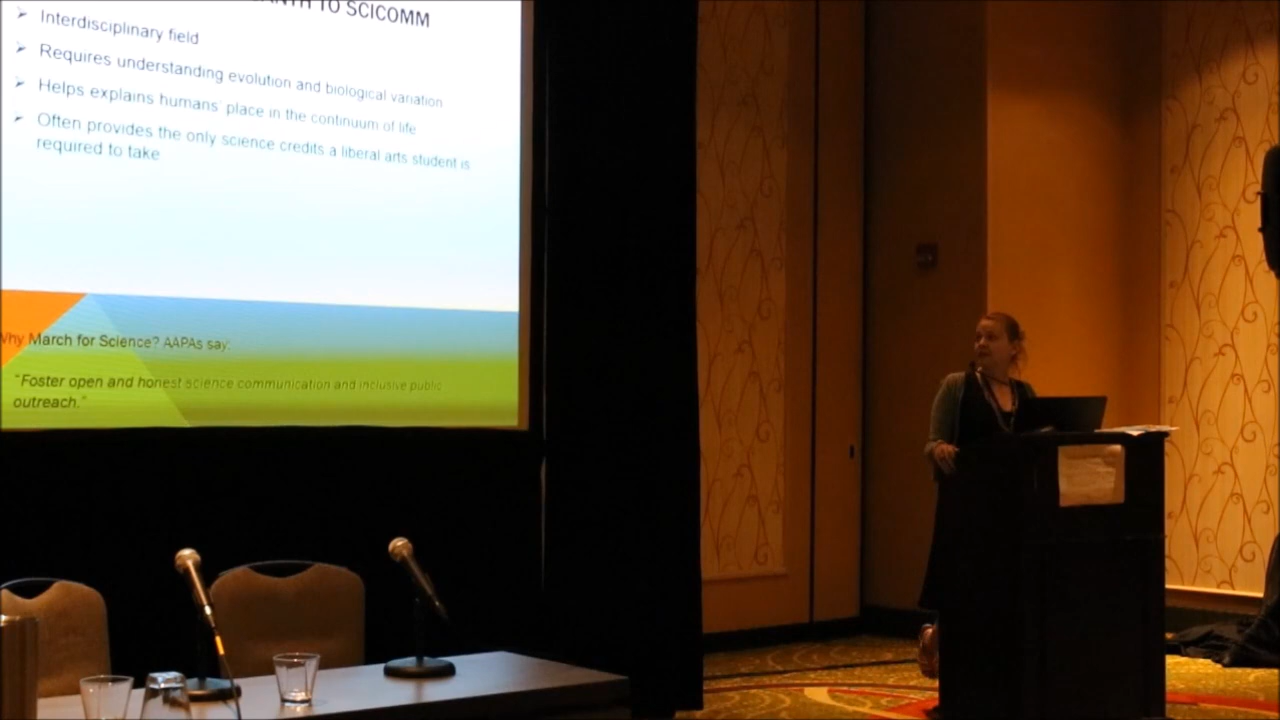 TO SCICOMM
Interdisciplinary field
Requires understanding evolution and biological variation
Helps explains humans' place in the continuum of life
Often provides the only science credits a liberal arts student is
required to take
Why March for Science? AAPAs say:
"Foster open and honest science communication and inclusive public
outreach."